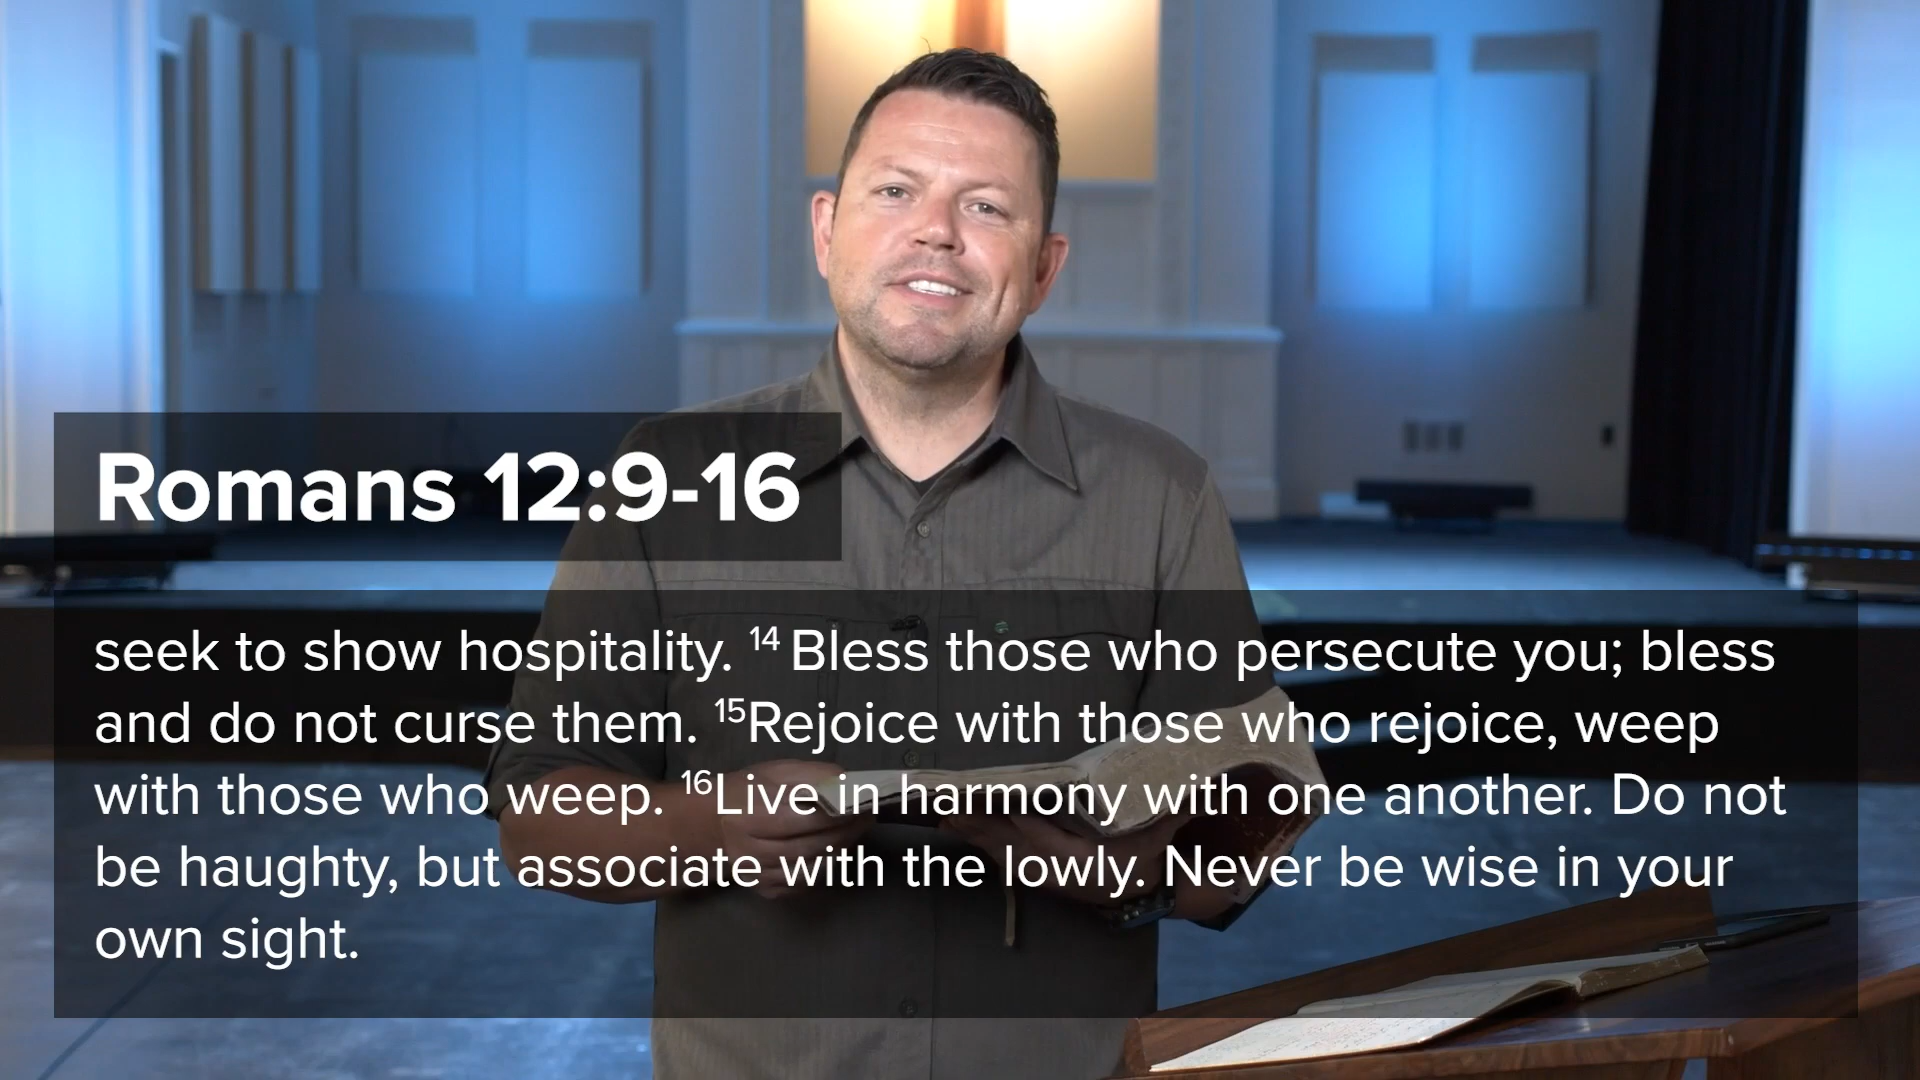 Romans 12:9-16
seek to show hospitality. 14 Bless those who persecute you; bless
and do not curse them. 15Rejoice with those who rejoice, weep
with those who weep. 16Live in harmony with one another. Do not
be haughty, but associate with the lowly. Never be wise in your
own sight.